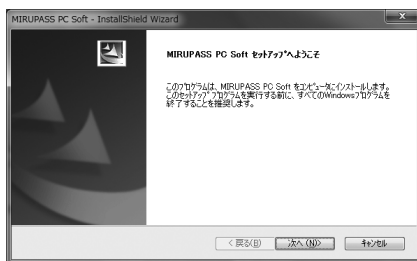 MIRUPASS PC Soft - InstallShield Wizard
MIRUPASS PC Soft ｾｯﾄｱｯﾌﾟへようこそ
このﾌﾟﾛｸﾞﾗﾑは、MIRUPASS PC Soft をｺﾝﾋﾟｭｰﾀにｲﾝｽﾄｰﾙします。
このｾｯﾄｱｯﾌﾟ ﾌﾟﾛｸﾞﾗﾑを実行する前に、すべてのWindowsﾌﾟﾛｸﾞﾗﾑを
終了することを推奨します。
< 戻る(B)
次へ (N)>
ｷｬﾝｾﾙ